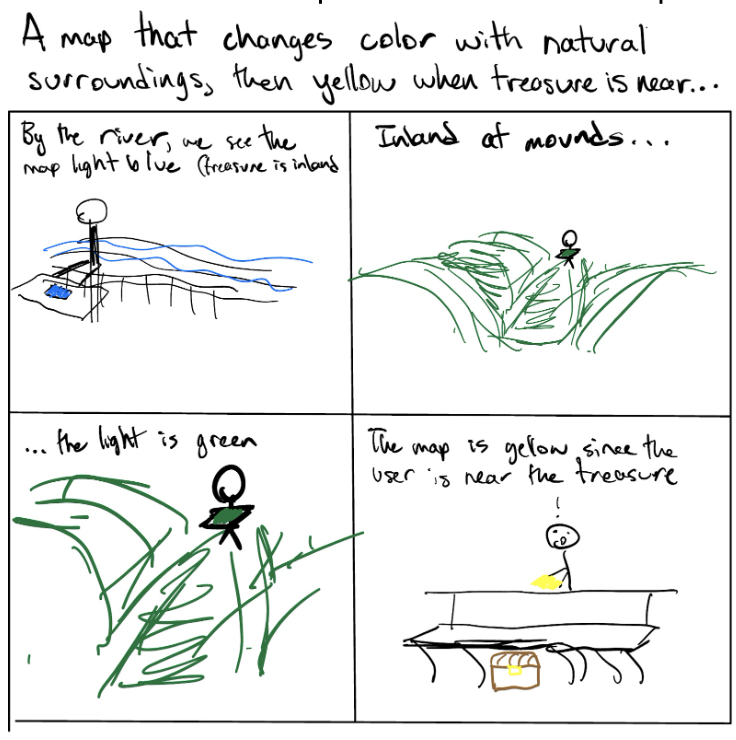 A map that changes color with natural
surroundings, then yellow when treasure is near...
By the river, we see the
map light blue (treasure is inland
Inland at mounds...
...the light is green
The map is yellow since the
user is near the treasure
!